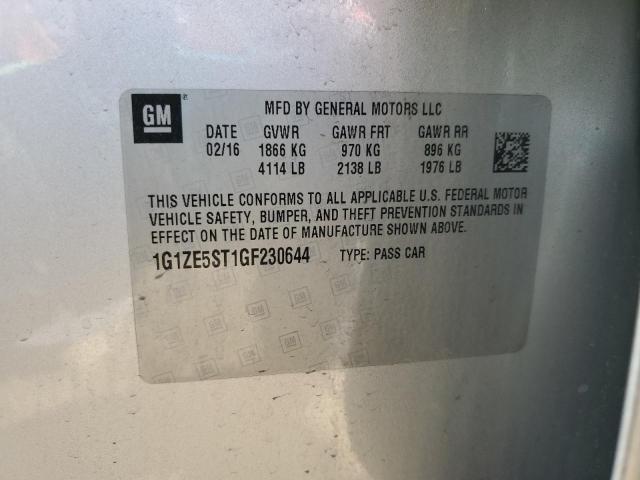 GM
MFD BY GENERAL MOTORS LLC
DATE GVWR GAWR FRT GAWR RR
02/16 1866 KG 970 KG 896 KG
4114 LB 2138 LB 1976 LB
THIS VEHICLE CONFORMS TO ALL APPLICABLE U.S. FEDERAL MOTOR
VEHICLE SAFETY, BUMPER, AND THEFT PREVENTION STANDARDS IN
EFFECT ON THE DATE OF MANUFACTURE SHOWN ABOVE.
1G1ZE5ST1GF230644 TYPE: PASS CAR